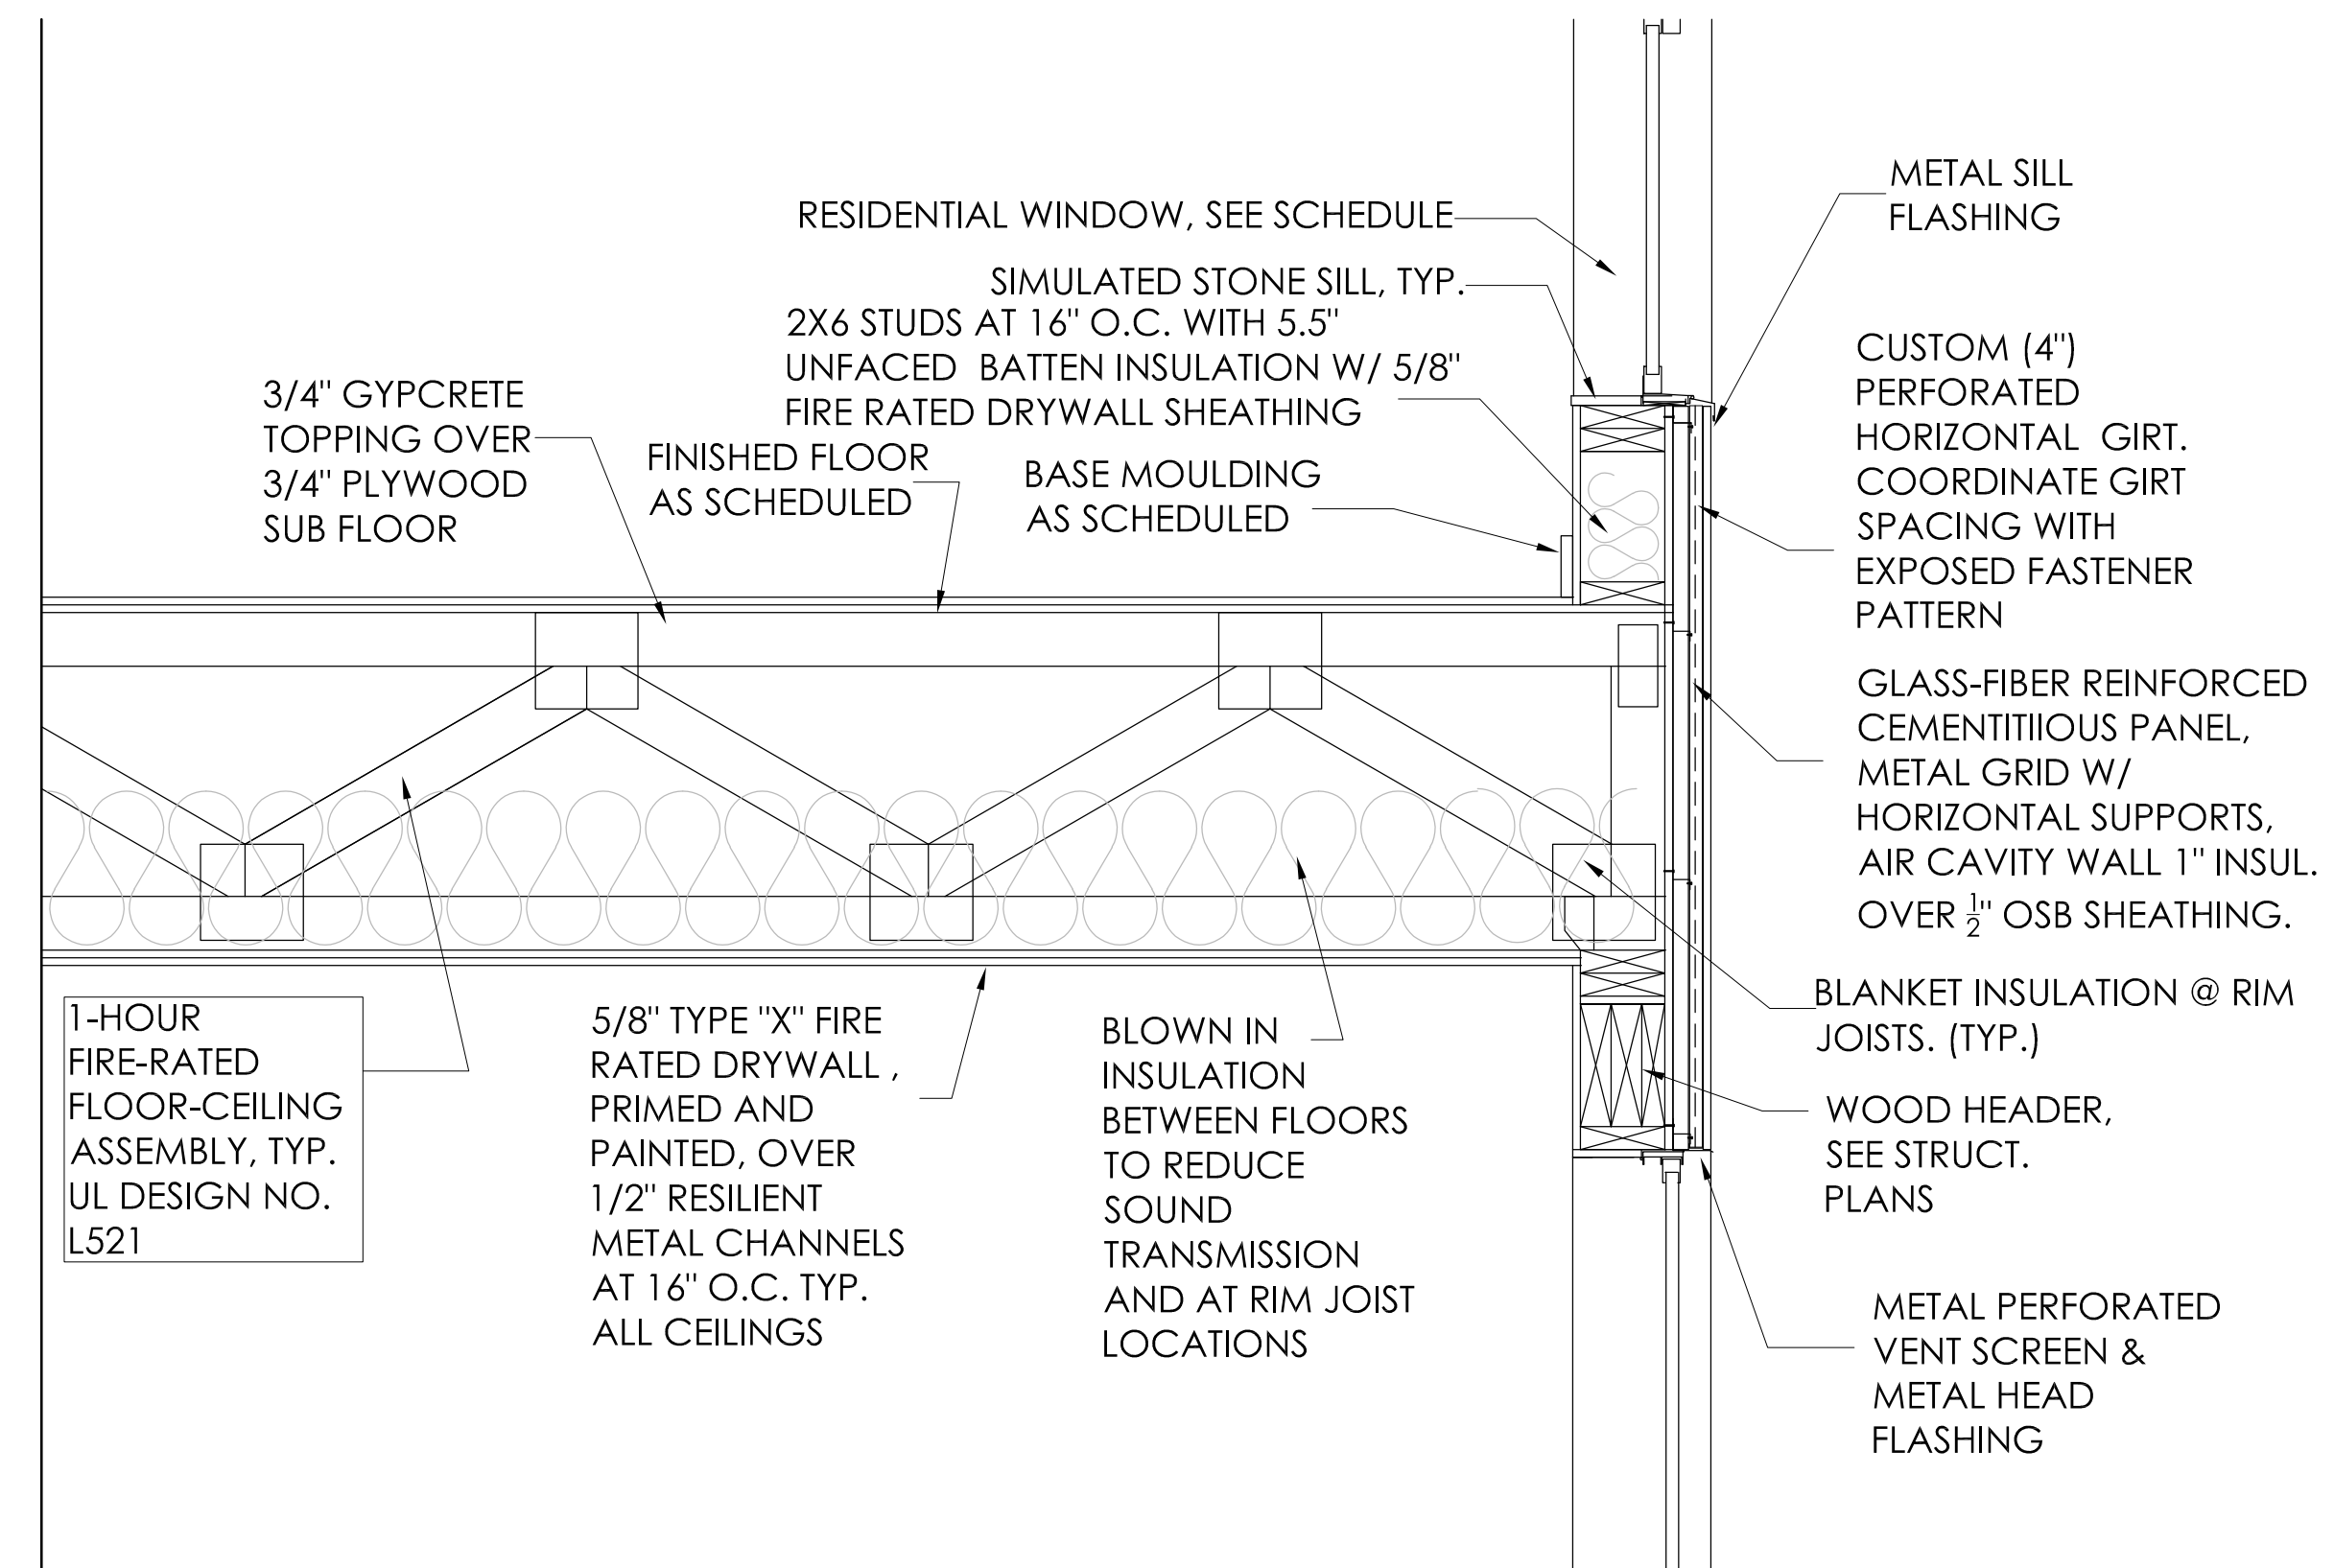 RESIDENTIAL WINDOW, SEE SCHEDULE
SIMULATED STONE SILL, TYP.
2X6 STUDS AT 16" O.C. WITH 5.5"
UNFACED BATTEN INSULATION W/ 5/8"
FIRE RATED DRYWALL SHEATHING
3/4" GYPCRETE
TOPPING OVER
3/4" PLYWOOD
SUB FLOOR
FINISHED FLOOR
AS SCHEDULED
BASE MOULDING
AS SCHEDULED
METAL SILL
FLASHING
CUSTOM (4")
PERFORATED
HORIZONTAL GIRT.
COORDINATE GIRT
SPACING WITH
EXPOSED FASTENER
PATTERN
GLASS-FIBER REINFORCED
CEMENTITIIOUS PANEL,
METAL GRID W/
HORIZONTAL SUPPORTS,
AIR CAVITY WALL 1" INSUL.
OVER 1/2" OSB SHEATHING.
BLANKET INSULATION @ RIM
JOISTS. (TYP.)
WOOD HEADER,
SEE STRUCT.
PLANS
METAL PERFORATED
VENT SCREEN &
METAL HEAD
FLASHING
1-HOUR
FIRE-RATED
FLOOR-CEILING
ASSEMBLY, TYP.
UL DESIGN NO.
L521
5/8" TYPE "X" FIRE
RATED DRYWALL ,
PRIMED AND
PAINTED, OVER
1/2" RESILIENT
METAL CHANNELS
AT 16" O.C. TYP.
ALL CEILINGS
BLOWN IN
INSULATION
BETWEEN FLOORS
TO REDUCE
SOUND
TRANSMISSION
AND AT RIM JOIST
LOCATIONS